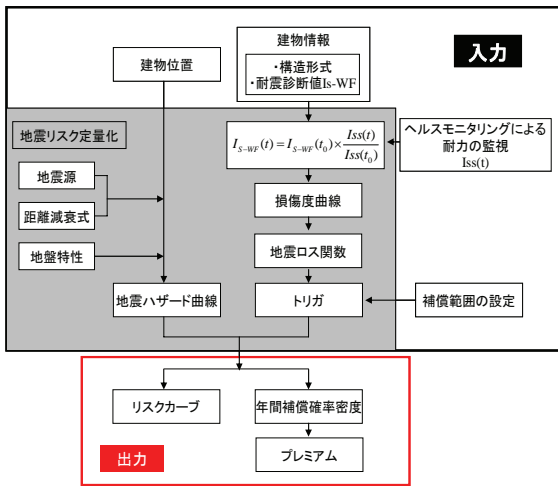 建物情報
・構造形式
・耐震診断値Is-WF
入力
建物位置
地震リスク定量化
I_{S-WF}(t) = I_{S-WF}(t_0) × \frac{Iss(t)}{Iss(t_0)}
ヘルスモニタリングによる
耐力の監視
Iss(t)
地震源
損傷度曲線
距離減衰式
地盤特性
地震ロス関数
地震ハザード曲線
トリガ
補償範囲の設定
リスクカーブ
年間補償確率密度
出力
プレミアム